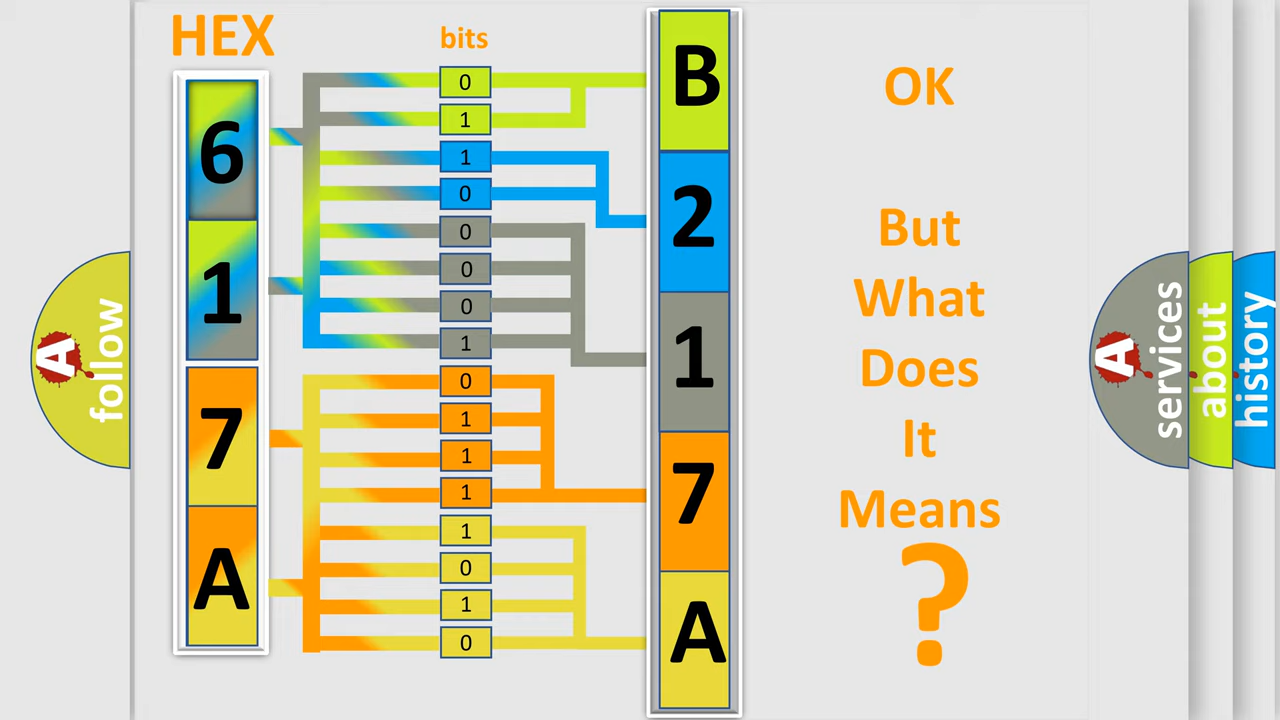 HEX
bits
6
1
7
A
0
1
1
0
0
0
0
1
0
1
1
1
1
0
1
0
B
2
1
7
A
OK
But
What
Does
It
Means
?
A
follow
A
services
about
history